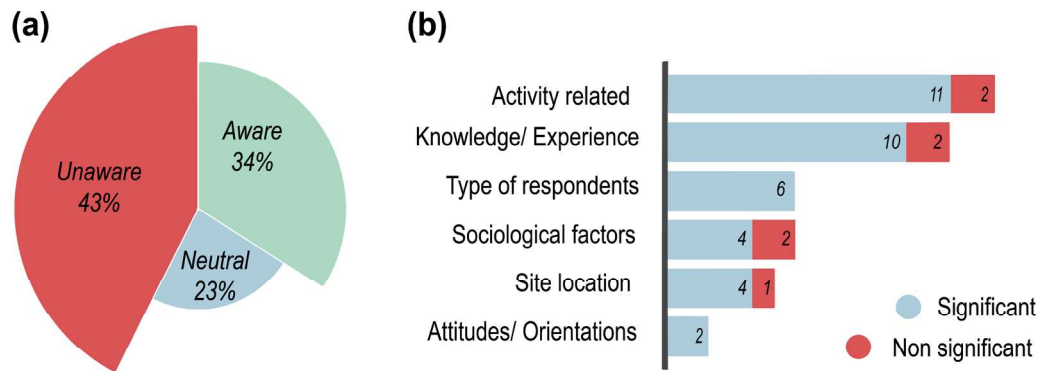 (a)
Unaware
43%
Aware
34%
Neutral
23%
(b)
Activity related
11
2
Knowledge/ Experience
10
2
Type of respondents
6
Sociological factors
4
2
Site location
4
1
Attitudes/ Orientations
2
Significant
Non significant